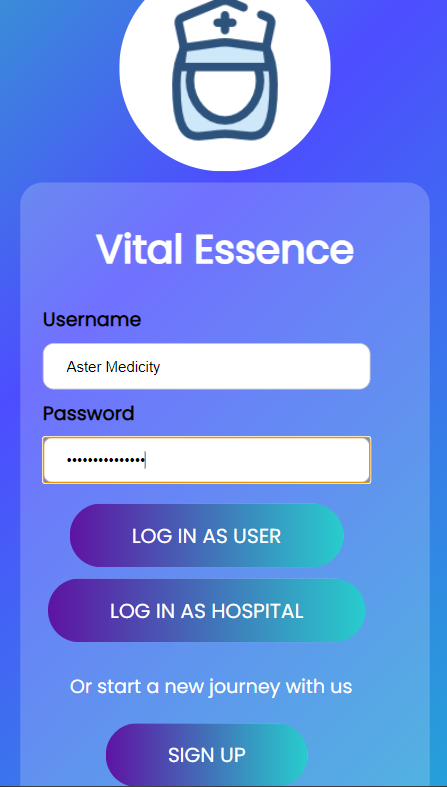 Vital Essence
Username
Aster Medicity
Password
•••••••••••••••
LOG IN AS USER
LOG IN AS HOSPITAL
Or start a new journey with us
SIGN UP